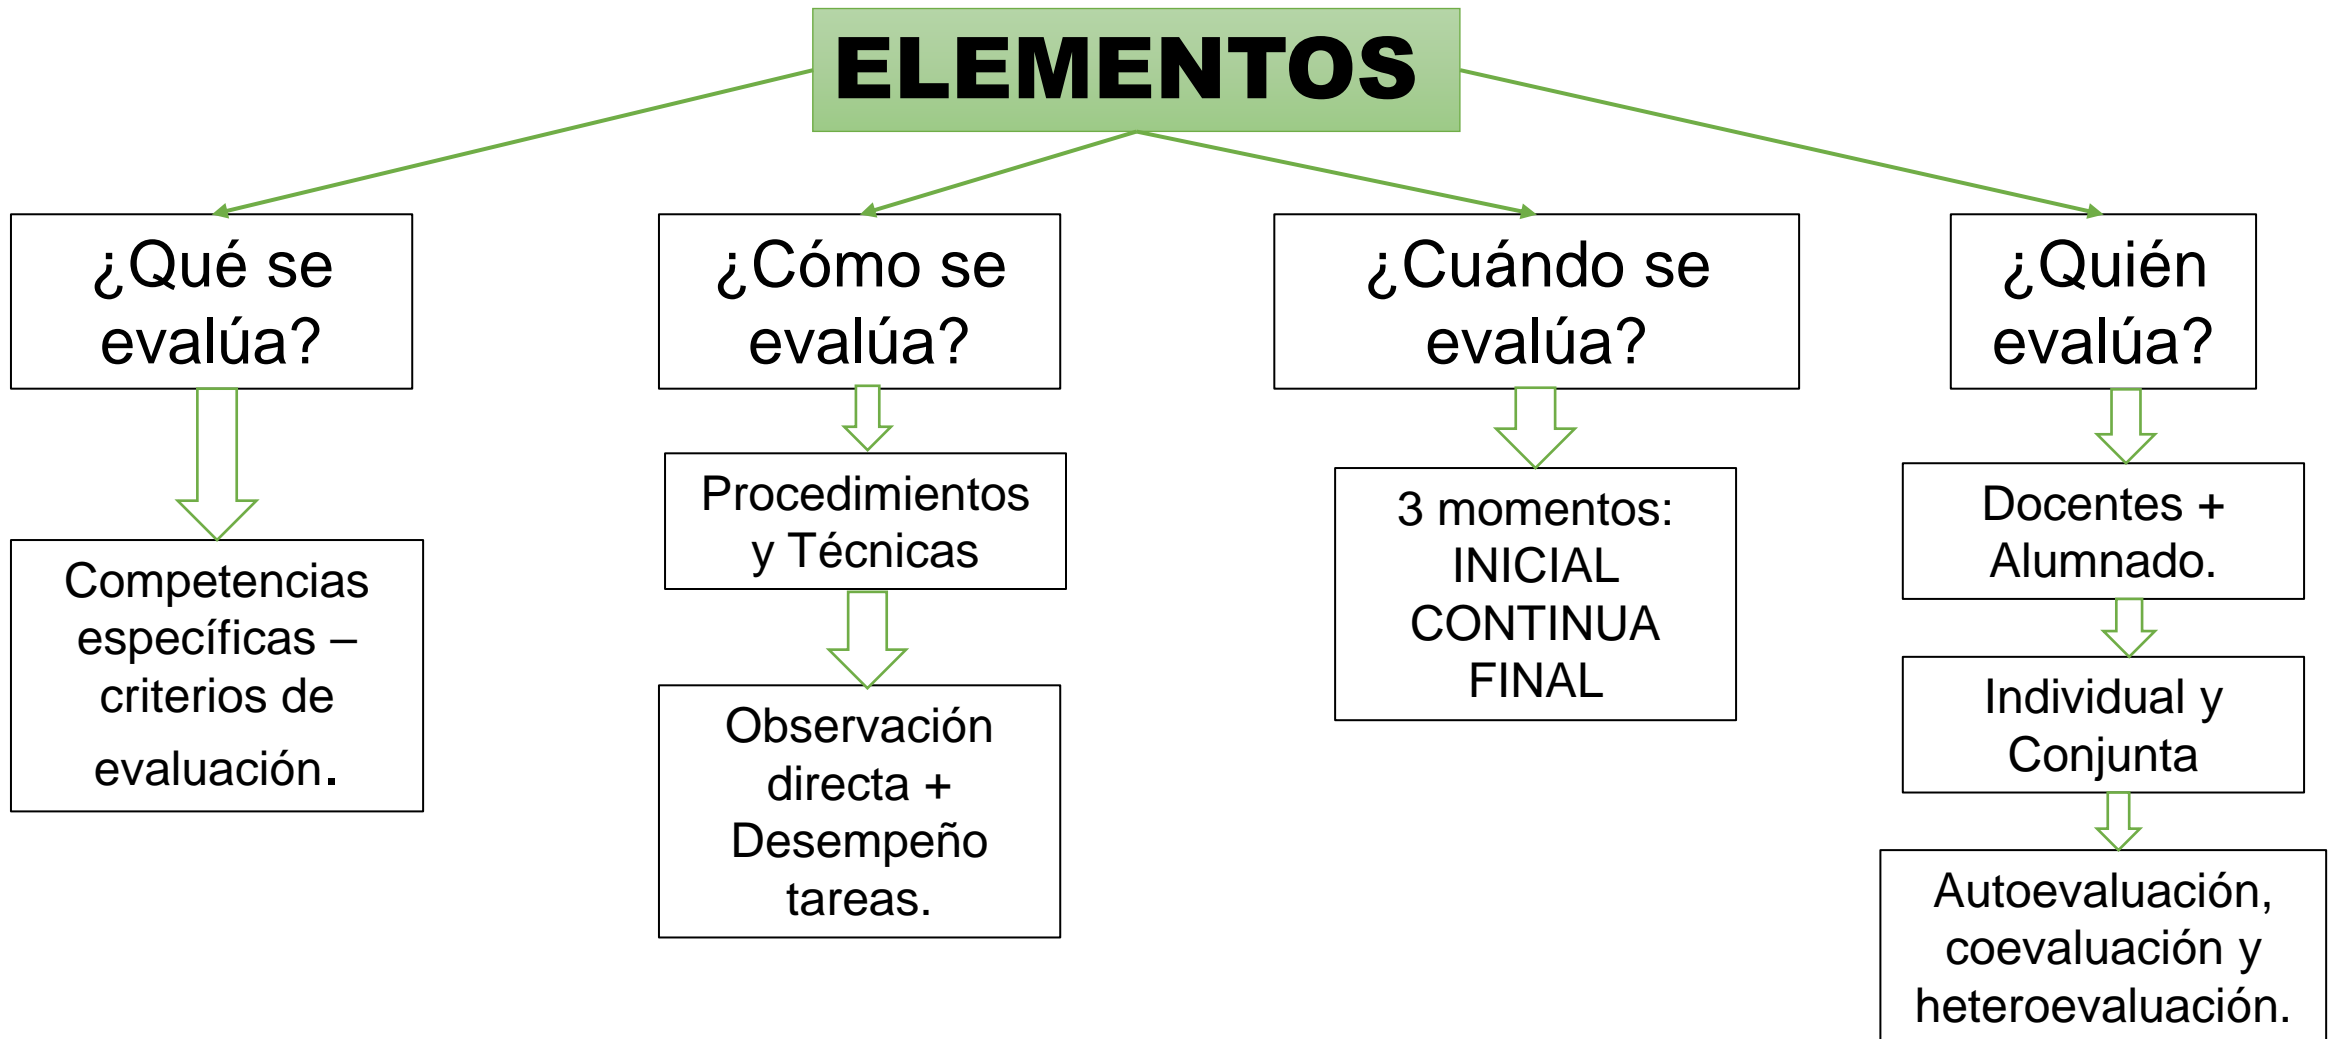 ELEMENTOS
¿Qué se
evalúa?
Competencias
específicas –
criterios de
evaluación.
¿Cómo se
evalúa?
Procedimientos
y Técnicas
Observación
directa +
Desempeño
tareas.
¿Cuándo se
evalúa?
3 momentos:
INICIAL
CONTINUA
FINAL
¿Quién
evalúa?
Docentes +
Alumnado.
Individual y
Conjunta
Autoevaluación,
coevaluación y
heteroevaluación.